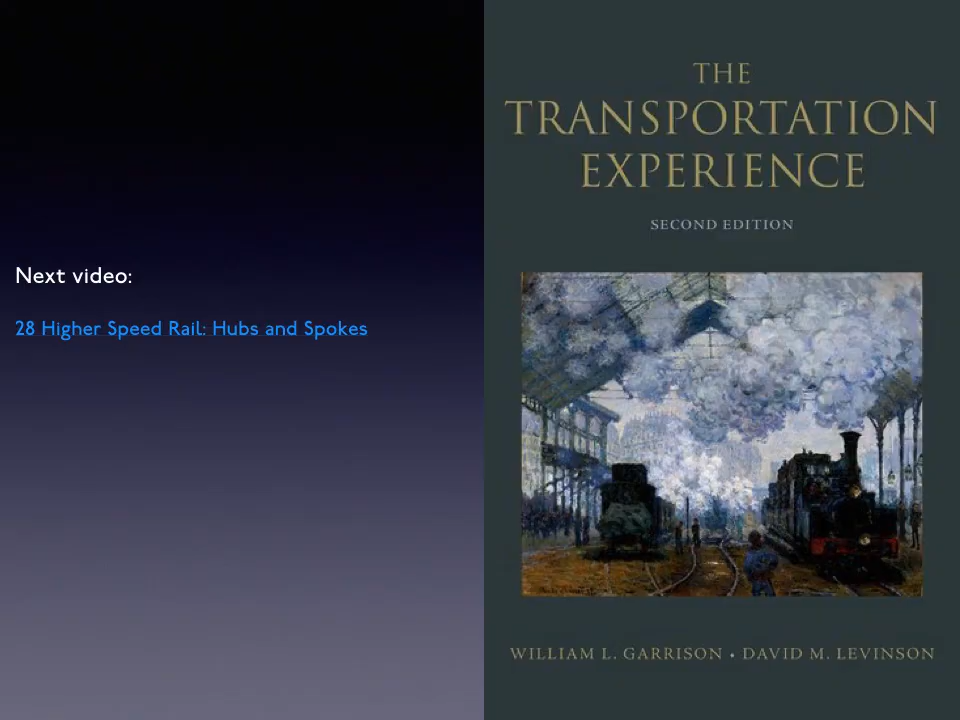 Next video:
28 Higher Speed Rail: Hubs and Spokes
THE
TRANSPORTATION
EXPERIENCE
SECOND EDITION
WILLIAM L. GARRISON • DAVID M. LEVINSON